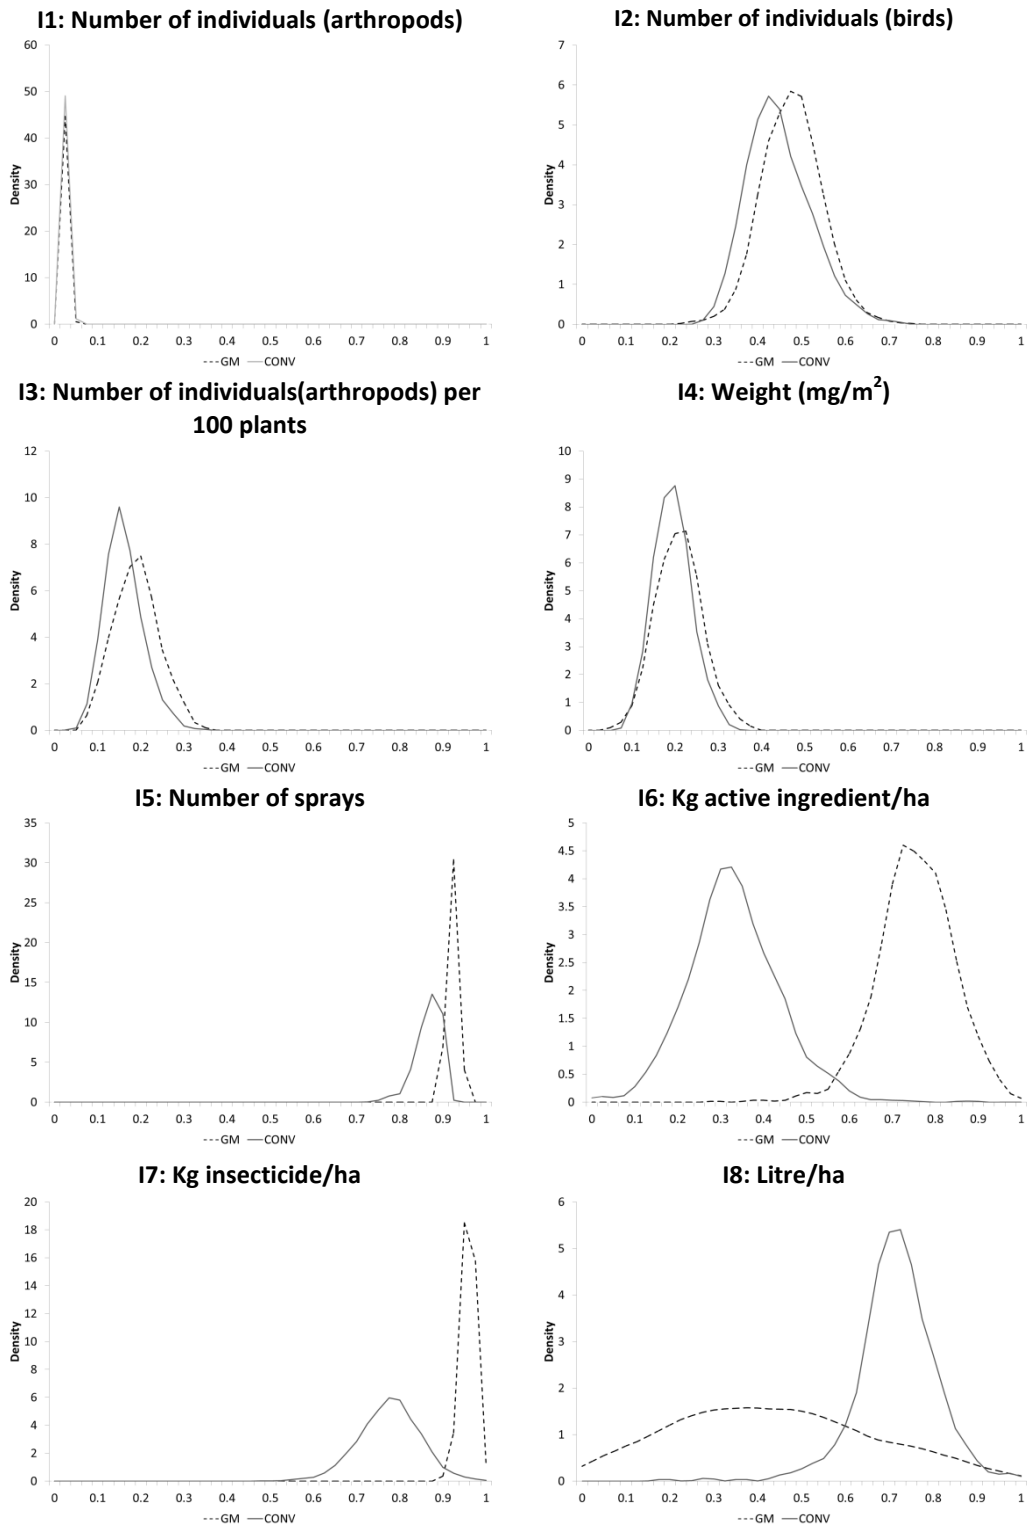 I1: Number of individuals (arthropods)
60
50
40
30
20
10
0
Density
0 0.1 0.2 0.3 0.4 0.5 0.6 0.7 0.8 0.9 1
GM CONV
I2: Number of individuals (birds)
7
6
5
4
3
2
1
0
Density
0 0.1 0.2 0.3 0.4 0.5 0.6 0.7 0.8 0.9 1
GM CONV
I3: Number of individuals(arthropods) per
100 plants
12
10
8
6
4
2
0
Density
0 0.1 0.2 0.3 0.4 0.5 0.6 0.7 0.8 0.9 1
GM CONV
I4: Weight (mg/m²)
10
9
8
7
6
5
4
3
2
1
0
Density
0 0.1 0.2 0.3 0.4 0.5 0.6 0.7 0.8 0.9 1
GM CONV
I5: Number of sprays
35
30
25
20
15
10
5
0
Density
0 0.1 0.2 0.3 0.4 0.5 0.6 0.7 0.8 0.9 1
GM CONV
I6: Kg active ingredient/ha
5
4.5
4
3.5
3
2.5
2
1.5
1
0.5
0
Density
0 0.1 0.2 0.3 0.4 0.5 0.6 0.7 0.8 0.9 1
GM CONV
I7: Kg insecticide/ha
20
18
16
14
12
10
8
6
4
2
0
Density
0 0.1 0.2 0.3 0.4 0.5 0.6 0.7 0.8 0.9 1
GM CONV
I8: Litre/ha
6
5
4
3
2
1
0
Density
0 0.1 0.2 0.3 0.4 0.5 0.6 0.7 0.8 0.9 1
GM CONV